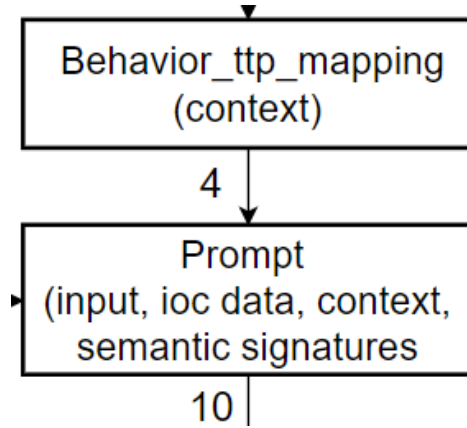 Behavior_ttp_mapping
(context)
4
Prompt
(input, ioc data, context,
semantic signatures
10